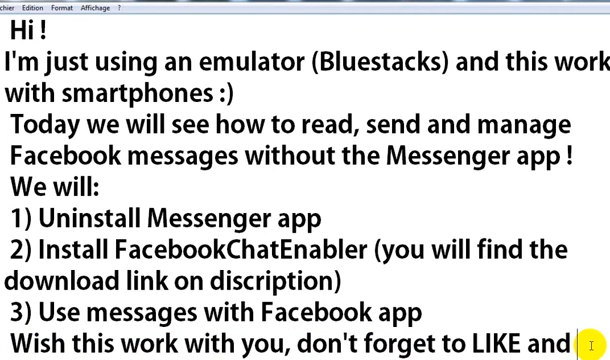 chier Edition Format Affichage ?
Hi !
I'm just using an emulator (Bluestacks) and this work
with smartphones :)
Today we will see how to read, send and manage
Facebook messages without the Messenger app !
We will:
1) Uninstall Messenger app
2) Install FacebookChatEnabler (you will find the
download link on discription)
3) Use messages with Facebook app
Wish this work with you, don't forget to LIKE and